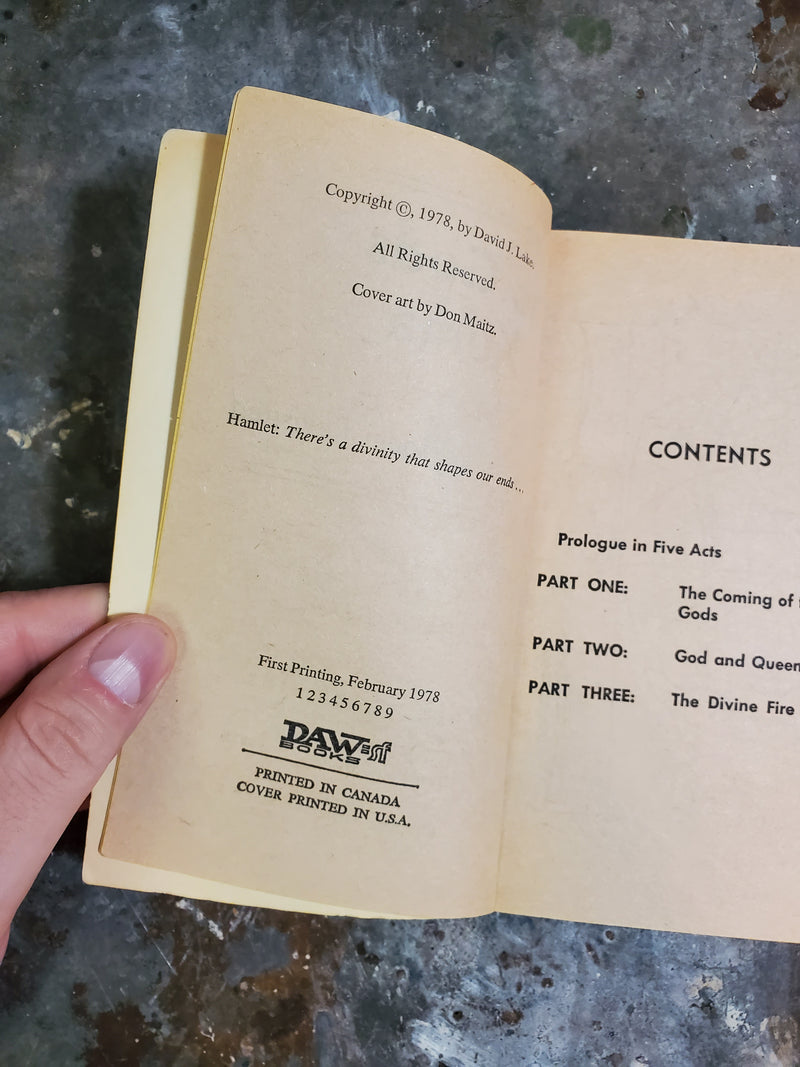 Copyright ©, 1978, by David J. Lake.
All Rights Reserved.
Cover art by Don Maitz.
Hamlet: There's a divinity that shapes our ends...
First Printing, February 1978
1 2 3 4 5 6 7 8 9
DAW sf
BOOKS
PRINTED IN CANADA
COVER PRINTED IN U.S.A.
CONTENTS
Prologue in Five Acts
PART ONE: The Coming of
Gods
PART TWO: God and Queen
PART THREE: The Divine Fire